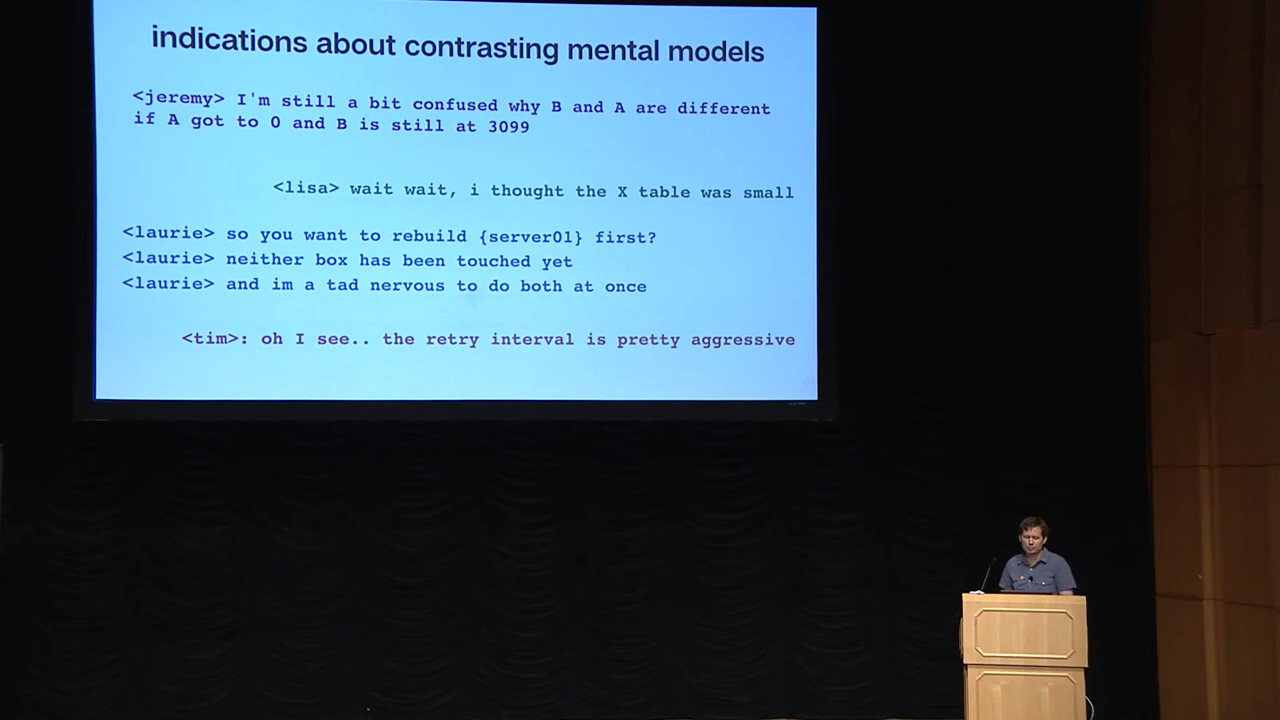 indications about contrasting mental models
<jeremy> I'm still a bit confused why B and A are different
if A got to 0 and B is still at 3099
<lisa> wait wait, i thought the X table was small
<laurie> so you want to rebuild {server01} first?
<laurie> neither box has been touched yet
<laurie> and im a tad nervous to do both at once
<tim>: oh I see.. the retry interval is pretty aggressive